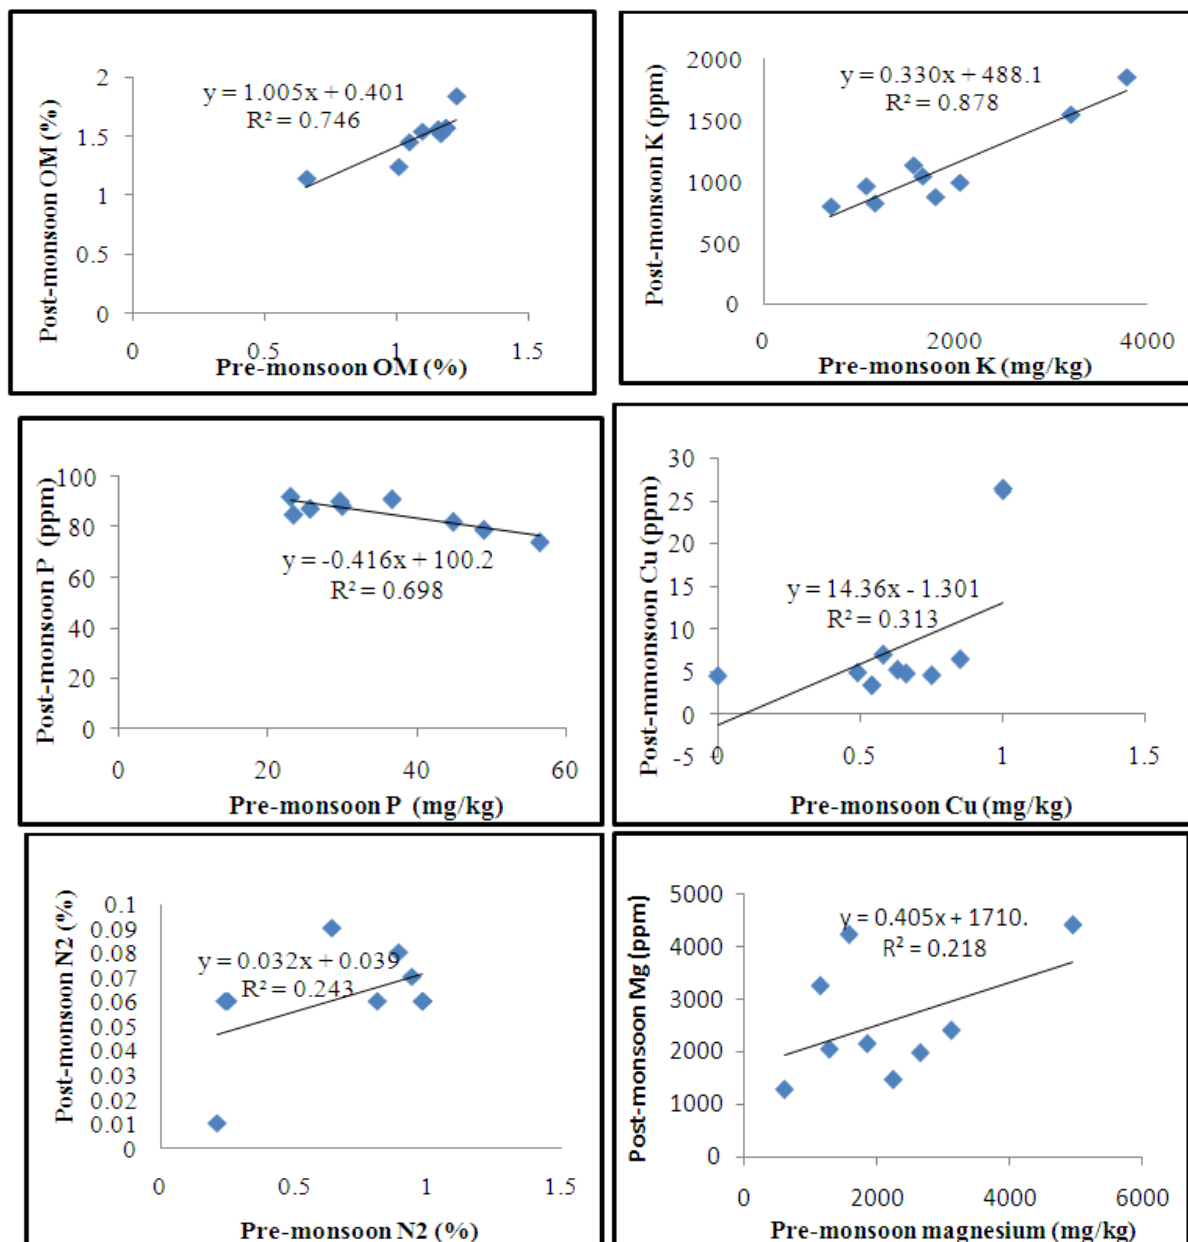 Post-monsoon OM (%)
2
1.5
1
0.5
0
y = 1.005x + 0.401
R² = 0.746
0
0.5
1
1.5
Pre-monsoon OM (%)
Post-monsoon K (ppm)
2000
1500
1000
500
0
y = 0.330x + 488.1
R² = 0.878
0
2000
4000
Pre-monsoon K (mg/kg)
Post-monsoon P (ppm)
100
80
60
40
20
0
y = -0.416x + 100.2
R² = 0.698
0
20
40
60
Pre-monsoon P (mg/kg)
Post-mmonsoon Cu (ppm)
30
25
20
15
10
5
0
-5
y = 14.36x - 1.301
R² = 0.313
0
0.5
1
1.5
Pre-monsoon Cu (mg/kg)
Post-monsoon N2 (%)
0.1
0.09
0.08
0.07
0.06
0.05
0.04
0.03
0.02
0.01
0
y = 0.032x + 0.039
R² = 0.243
0
0.5
1
1.5
Pre-monsoon N2 (%)
Post-monsoon Mg (ppm)
5000
4000
3000
2000
1000
0
y = 0.405x + 1710.
R² = 0.218
0
2000
4000
6000
Pre-monsoon magnesium (mg/kg)